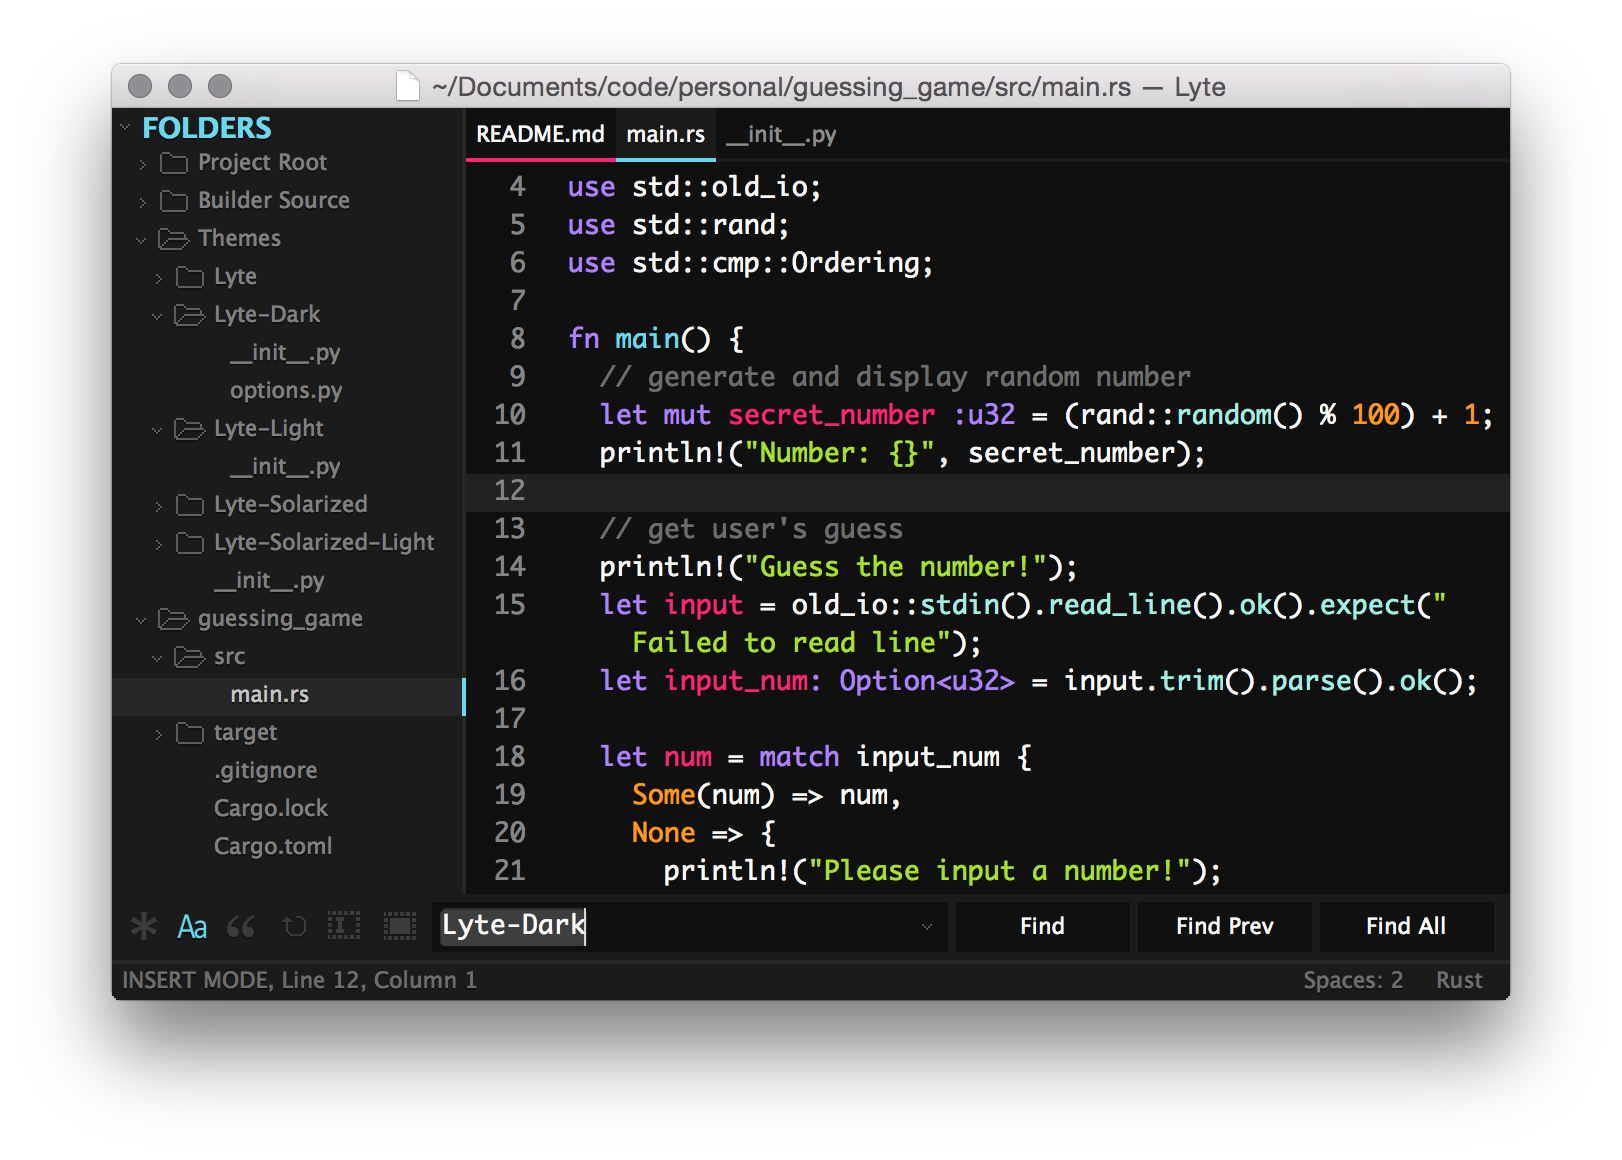 ~/Documents/code/personal/guessing_game/src/main.rs — Lyte
FOLDERS
Project Root
Builder Source
Themes
Lyte
Lyte-Dark
__init__.py
options.py
Lyte-Light
__init__.py
Lyte-Solarized
Lyte-Solarized-Light
__init__.py
guessing_game
src
main.rs
target
.gitignore
Cargo.lock
Cargo.toml
README.md main.rs __init__.py
4 use std::old_io;
5 use std::rand;
6 use std::cmp::Ordering;
7
8 fn main() {
9 // generate and display random number
10 let mut secret_number :u32 = (rand::random() % 100) + 1;
11 println!("Number: {}", secret_number);
12
13 // get user's guess
14 println!("Guess the number!");
15 let input = old_io::stdin().read_line().ok().expect("
Failed to read line");
16 let input_num: Option<u32> = input.trim().parse().ok();
17
18 let num = match input_num {
19 Some(num) => num,
20 None => {
21 println!("Please input a number!");
Aa Lyte-Dark Find Find Prev Find All
INSERT MODE, Line 12, Column 1 Spaces: 2 Rust